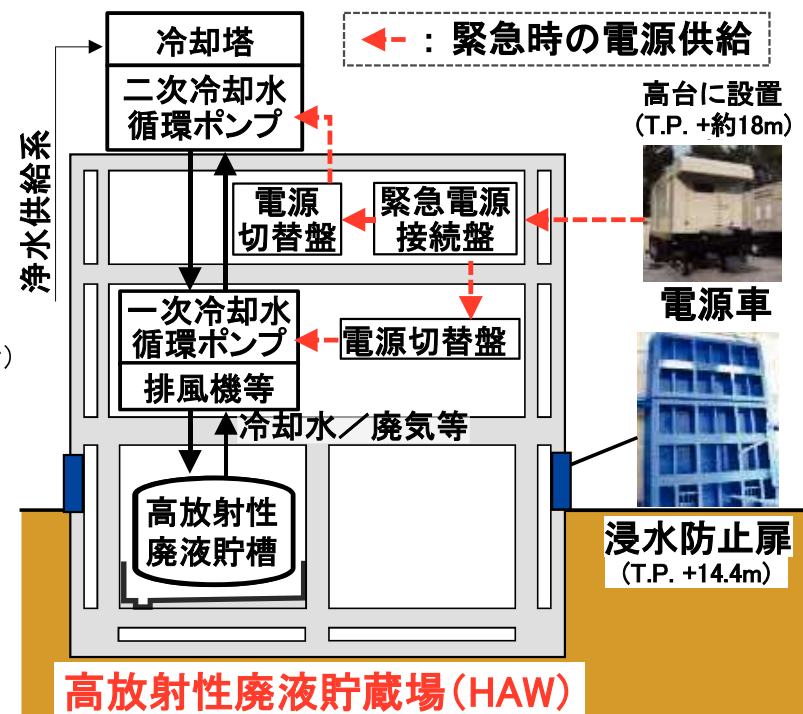 冷却塔
二次冷却水
循環ポンプ
：緊急時の電源供給
高台に設置
(T.P. +約18m)
浄水供給系
電源
切替盤
緊急電源
接続盤
電源車
一次冷却水
循環ポンプ
電源切替盤
排風機等
)
冷却水／廃気等
高放射性
廃液貯槽
浸水防止扉
(T.P. +14.4m)
高放射性廃液貯蔵場(HAW)